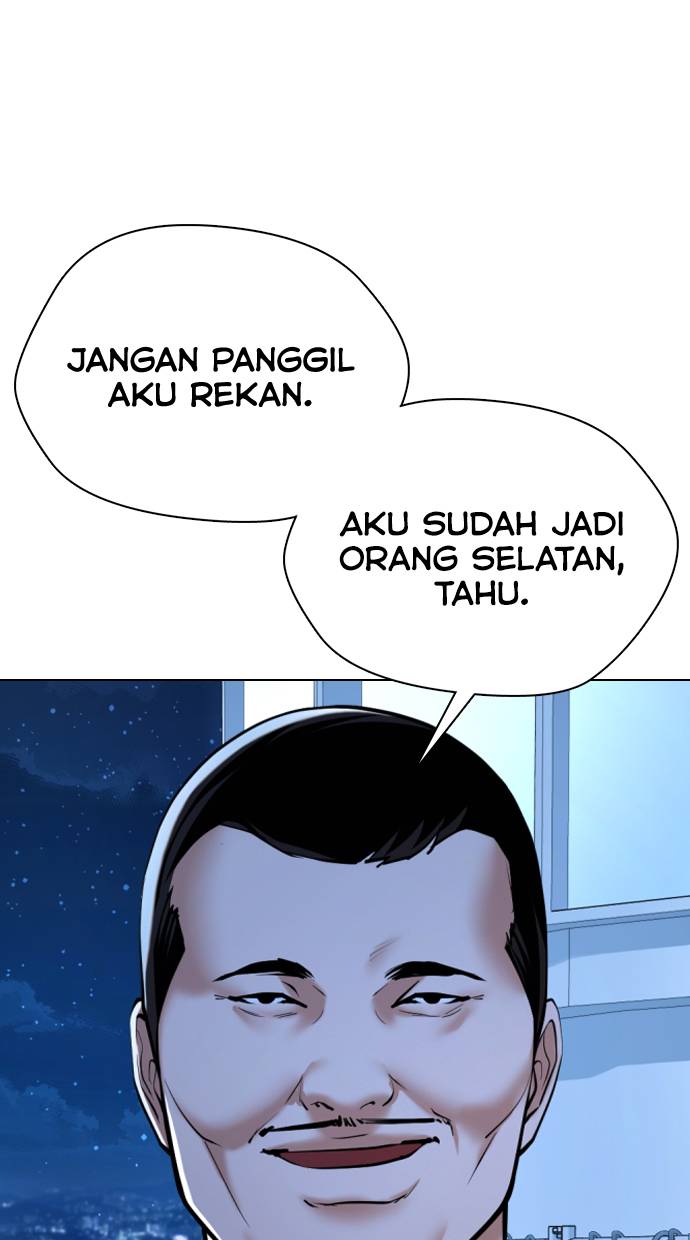 JANGAN PANGGIL
AKU REKAN.
AKU SUDAH JADI
ORANG SELATAN,
TAHU.